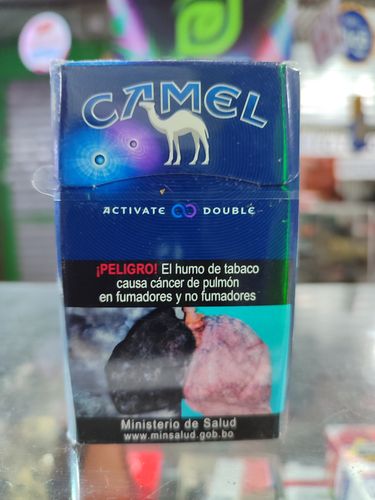 CAMEL
ACTIVATE DOUBLE
¡PELIGRO! El humo de tabaco
causa cáncer de pulmón
en fumadores y no fumadores
Ministerio de Salud
www.minsalud.gob.bo